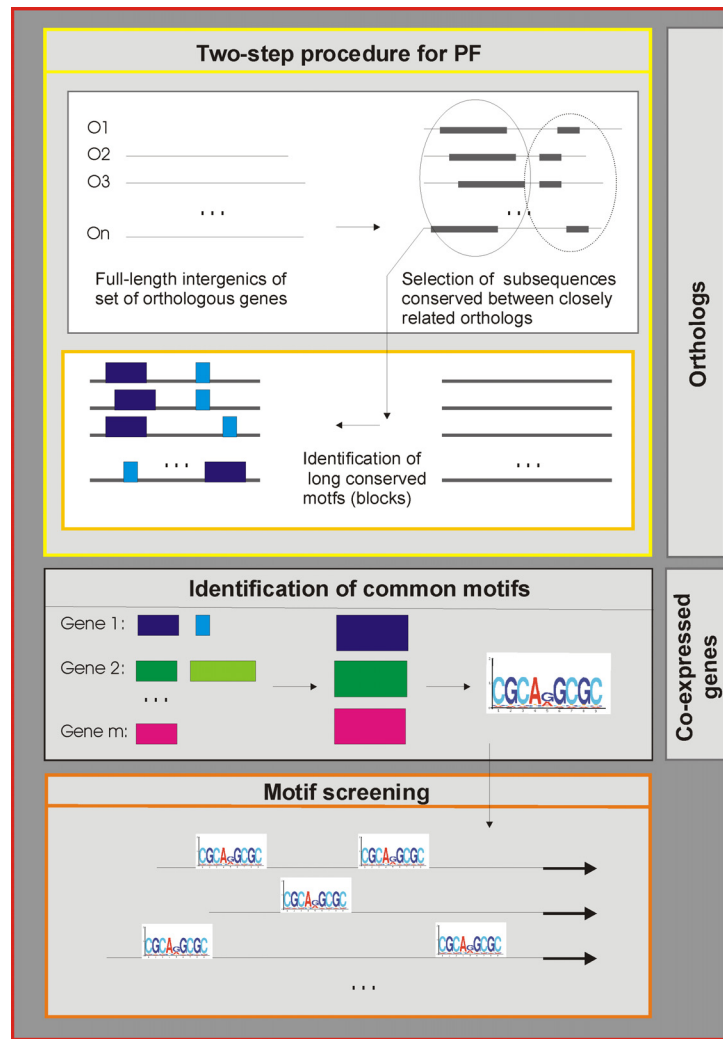 Two-step procedure for PF
O1
O2
O3
...
On
Full-length intergenics of
set of orthologous genes
...
Selection of subsequences
conserved between closely
related orthologs
...
Identification of
long conserved
motfs (blocks)
...
Orthologs
Identification of common motifs
Gene 1:
Gene 2:
...
Gene m:
CGCAGGCGC
Co-expressed
genes
Motif screening
CGCAGGCGC
CGCAGGCGC
CGCAGGCGC
CGCAGGCGC
CGCAGGCGC
...